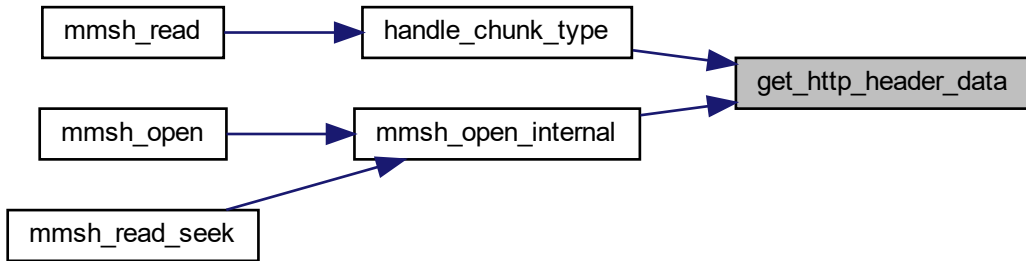 mmsh_read
handle_chunk_type
get_http_header_data
mmsh_open
mmsh_open_internal
mmsh_read_seek